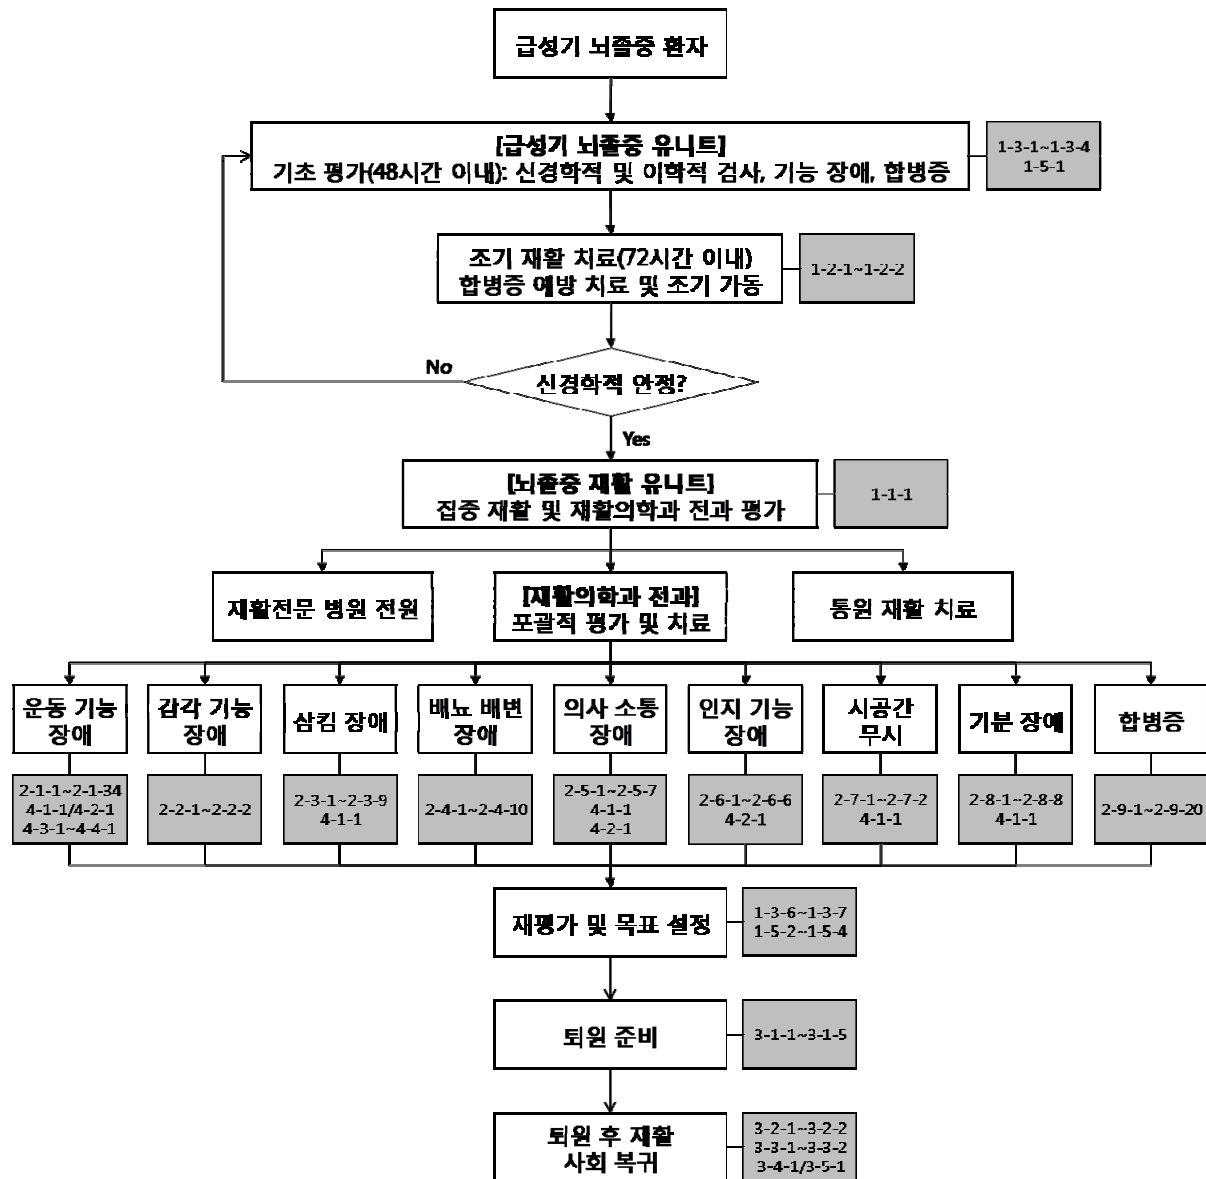 급성기 뇌졸중 환자
[급성기 뇌졸중 유니트]
기초 평가(48시간 이내): 신경학적 및 이학적 검사, 기능 장애, 합병증
1-3-1~1-3-4
1-5-1
조기 재활 치료(72시간 이내)
합병증 예방 치료 및 조기 가동
1-2-1~1-2-2
신경학적 안정?
No
Yes
[뇌졸중 재활 유니트]
집중 재활 및 재활의학과 전과 평가
1-1-1
재활전문 병원 전원
[재활의학과 전과]
포괄적 평가 및 치료
통원 재활 치료
운동 기능
장애
감각 기능
장애
삼킴 장애
배뇨 배변
장애
의사 소통
장애
인지 기능
장애
시공간
무시
기분 장애
합병증
2-1-1~2-1-34
4-1-1/4-2-1
4-3-1~4-4-1
2-2-1~2-2-2
2-3-1~2-3-9
4-1-1
2-4-1~2-4-10
2-5-1~2-5-7
4-1-1
4-2-1
2-6-1~2-6-6
4-2-1
2-7-1~2-7-2
4-1-1
2-8-1~2-8-8
4-1-1
2-9-1~2-9-20
재평가 및 목표 설정
1-3-6~1-3-7
1-5-2~1-5-4
퇴원 준비
3-1-1~3-1-5
퇴원 후 재활
사회 복귀
3-2-1~3-2-2
3-3-1~3-3-2
3-4-1/3-5-1